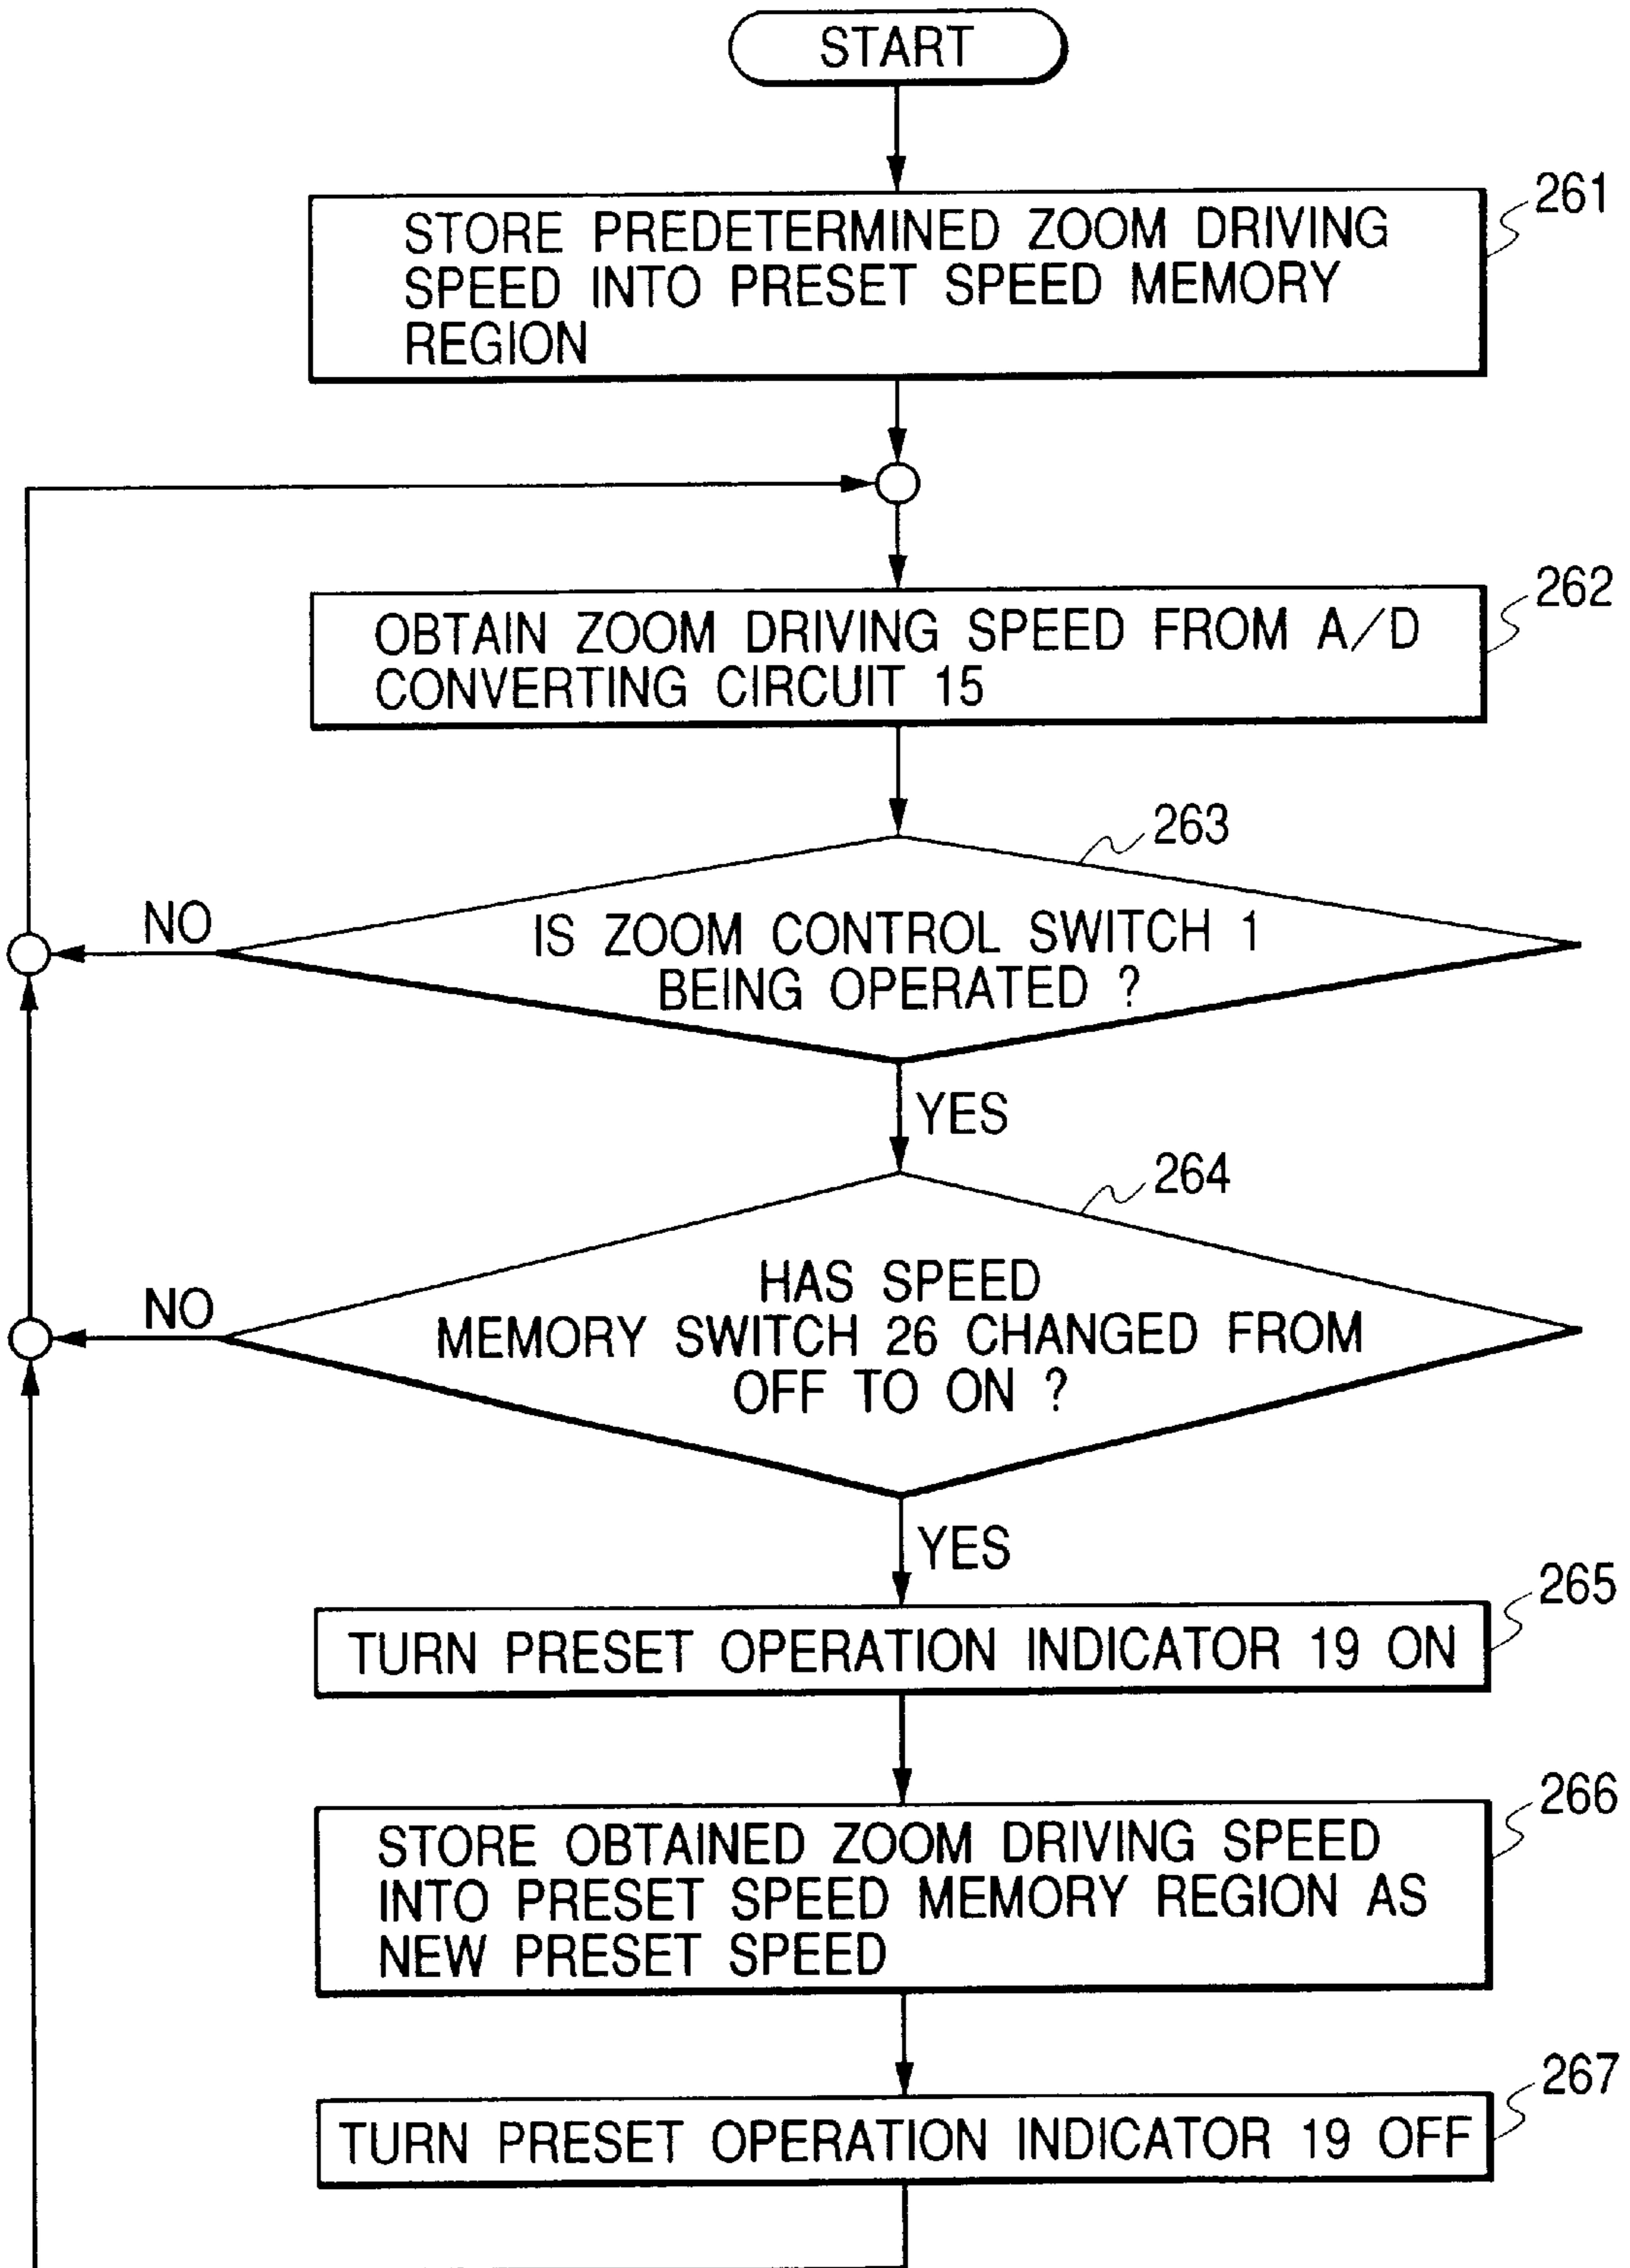 START
261
STORE PREDETERMINED ZOOM DRIVING
SPEED INTO PRESET SPEED MEMORY
REGION
262
OBTAIN ZOOM DRIVING SPEED FROM A/D
CONVERTING CIRCUIT 15
263
NO
IS ZOOM CONTROL SWITCH 1
BEING OPERATED ?
YES
264
NO
HAS SPEED
MEMORY SWITCH 26 CHANGED FROM
OFF TO ON ?
YES
265
TURN PRESET OPERATION INDICATOR 19 ON
266
STORE OBTAINED ZOOM DRIVING SPEED
INTO PRESET SPEED MEMORY REGION AS
NEW PRESET SPEED
267
TURN PRESET OPERATION INDICATOR 19 OFF